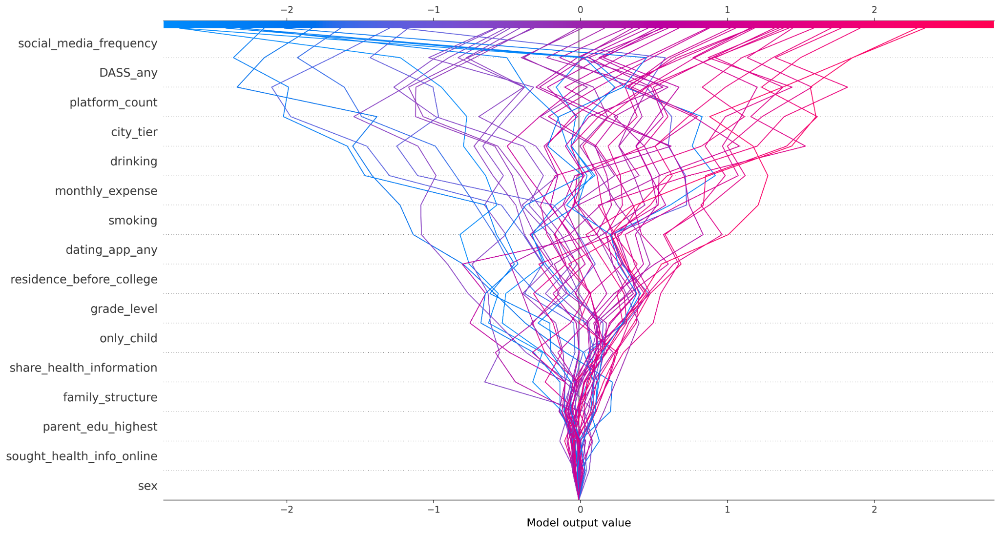 −2 −1 0 1 2
social_media_frequency
DASS_any
platform_count
city_tier
drinking
monthly_expense
smoking
dating_app_any
residence_before_college
grade_level
only_child
share_health_information
family_structure
parent_edu_highest
sought_health_info_online
sex
−2 −1 0 1 2
Model output value